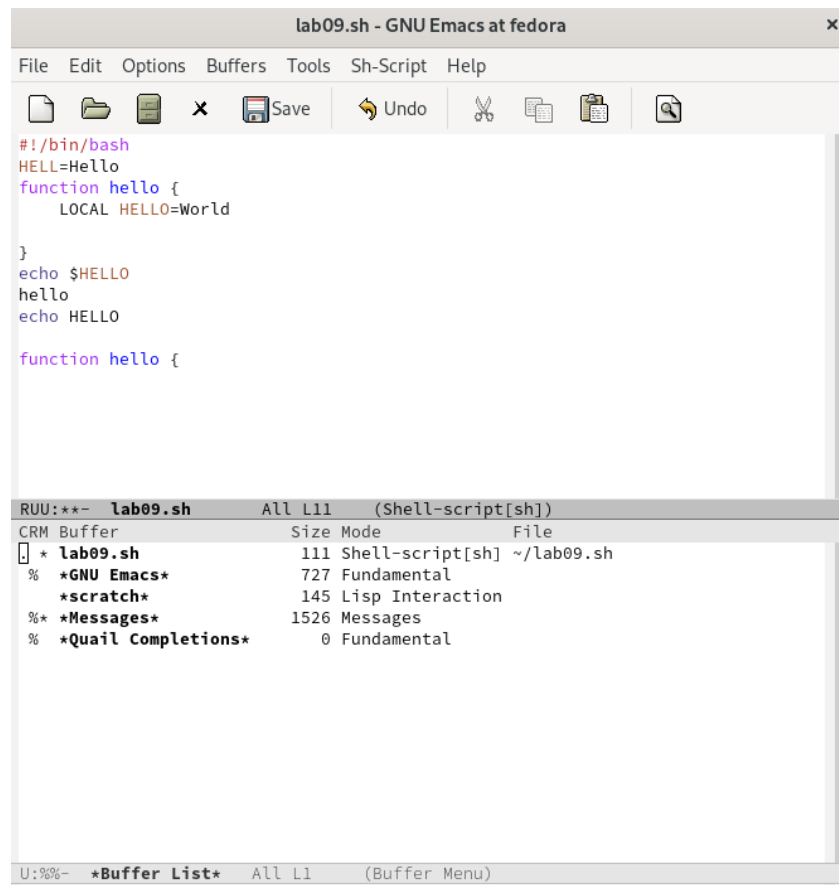 lab09.sh - GNU Emacs at fedora ×
File Edit Options Buffers Tools Sh-Script Help
Save Undo
#!/bin/bash
HELL=Hello
function hello {
    LOCAL HELLO=World
}
echo $HELLO
hello
echo HELLO
function hello {
RUU:**- lab09.sh All L11 (Shell-script[sh])
CRM Buffer Size Mode File
. * lab09.sh 111 Shell-script[sh] ~/lab09.sh
% *GNU Emacs* 727 Fundamental
*scratch* 145 Lisp Interaction
%* *Messages* 1526 Messages
% *Quail Completions* 0 Fundamental
U:%%- *Buffer List* All L1 (Buffer Menu)